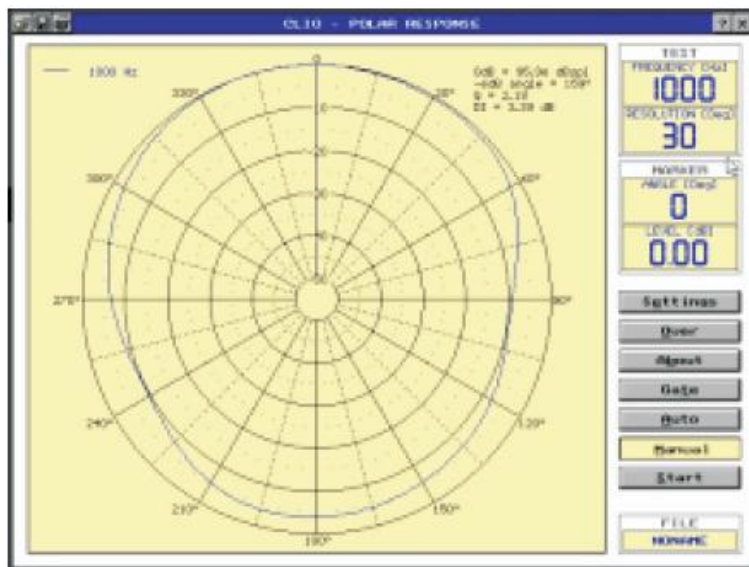 CLIO - POLAR RESPONSE
? x
1000 Hz
0
330°
30°
300°
60°
270°
90°
240°
120°
210°
150°
180°
TEST
FREQUENCY [Hz]
1000
RESOLUTION [Deg]
30
MARKER
ANGLE [Deg]
0
LEVEL [dB]
0.00
Settings
Over
About
Gate
Auto
Manual
Start
FILE
NONAME